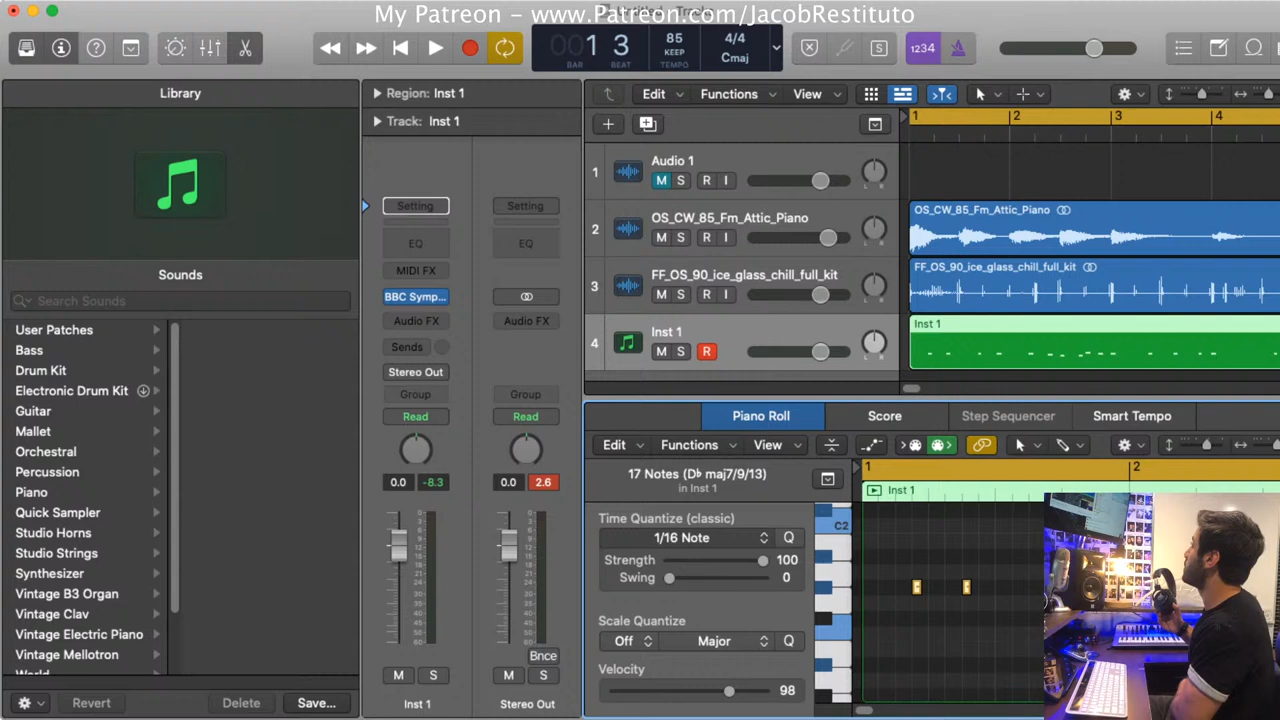 My Patreon - www.Patreon.com/JacobRestituto
001 3
BAR BEAT
85
KEEP
TEMPO
4/4
Cmaj
1234
S
Library
Region: Inst 1
Track: Inst 1
Edit Functions View
1 2 3 4
Sounds
Search Sounds
User Patches
Bass
Drum Kit
Electronic Drum Kit
Guitar
Mallet
Orchestral
Percussion
Piano
Quick Sampler
Studio Horns
Studio Strings
Synthesizer
Vintage B3 Organ
Vintage Clav
Vintage Electric Piano
Vintage Mellotron
Revert
Delete
Save...
Setting Setting
EQ EQ
MIDI FX
BBC Symp...
Audio FX Audio FX
Sends
Stereo Out
Group Group
Read Read
0.0 -8.3 0.0 2.6
Bnce
M S M S
Inst 1 Stereo Out
1 Audio 1
M S R I
L R
2 OS_CW_85_Fm_Attic_Piano
M S R I
L R
3 FF_OS_90_ice_glass_chill_full_kit
M S R I
L R
4 Inst 1
M S R
L R
OS_CW_85_Fm_Attic_Piano
FF_OS_90_ice_glass_chill_full_kit
Inst 1
Piano Roll Score Step Sequencer Smart Tempo
Edit Functions View
17 Notes (D♭ maj7/9/13)
in Inst 1
1 2
Inst 1
C2
Time Quantize (classic)
1/16 Note Q
Strength 100
Swing 0
Scale Quantize
Off Major Q
Velocity
98